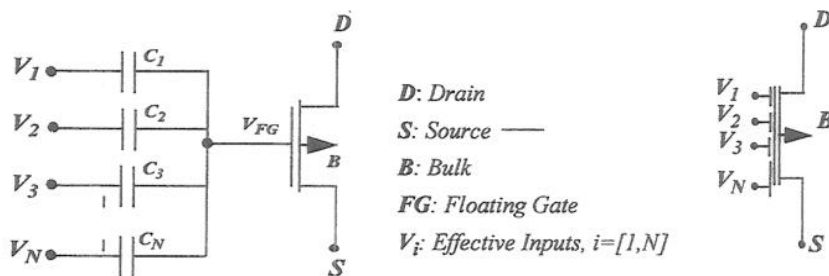 D
V1
C1
V2
C2
VFG
B
V3
C3
VN
CN
S
D: Drain
S: Source
B: Bulk
FG: Floating Gate
Vi: Effective Inputs, i=[1,N]
D
V1
V2
B
V3
VN
S